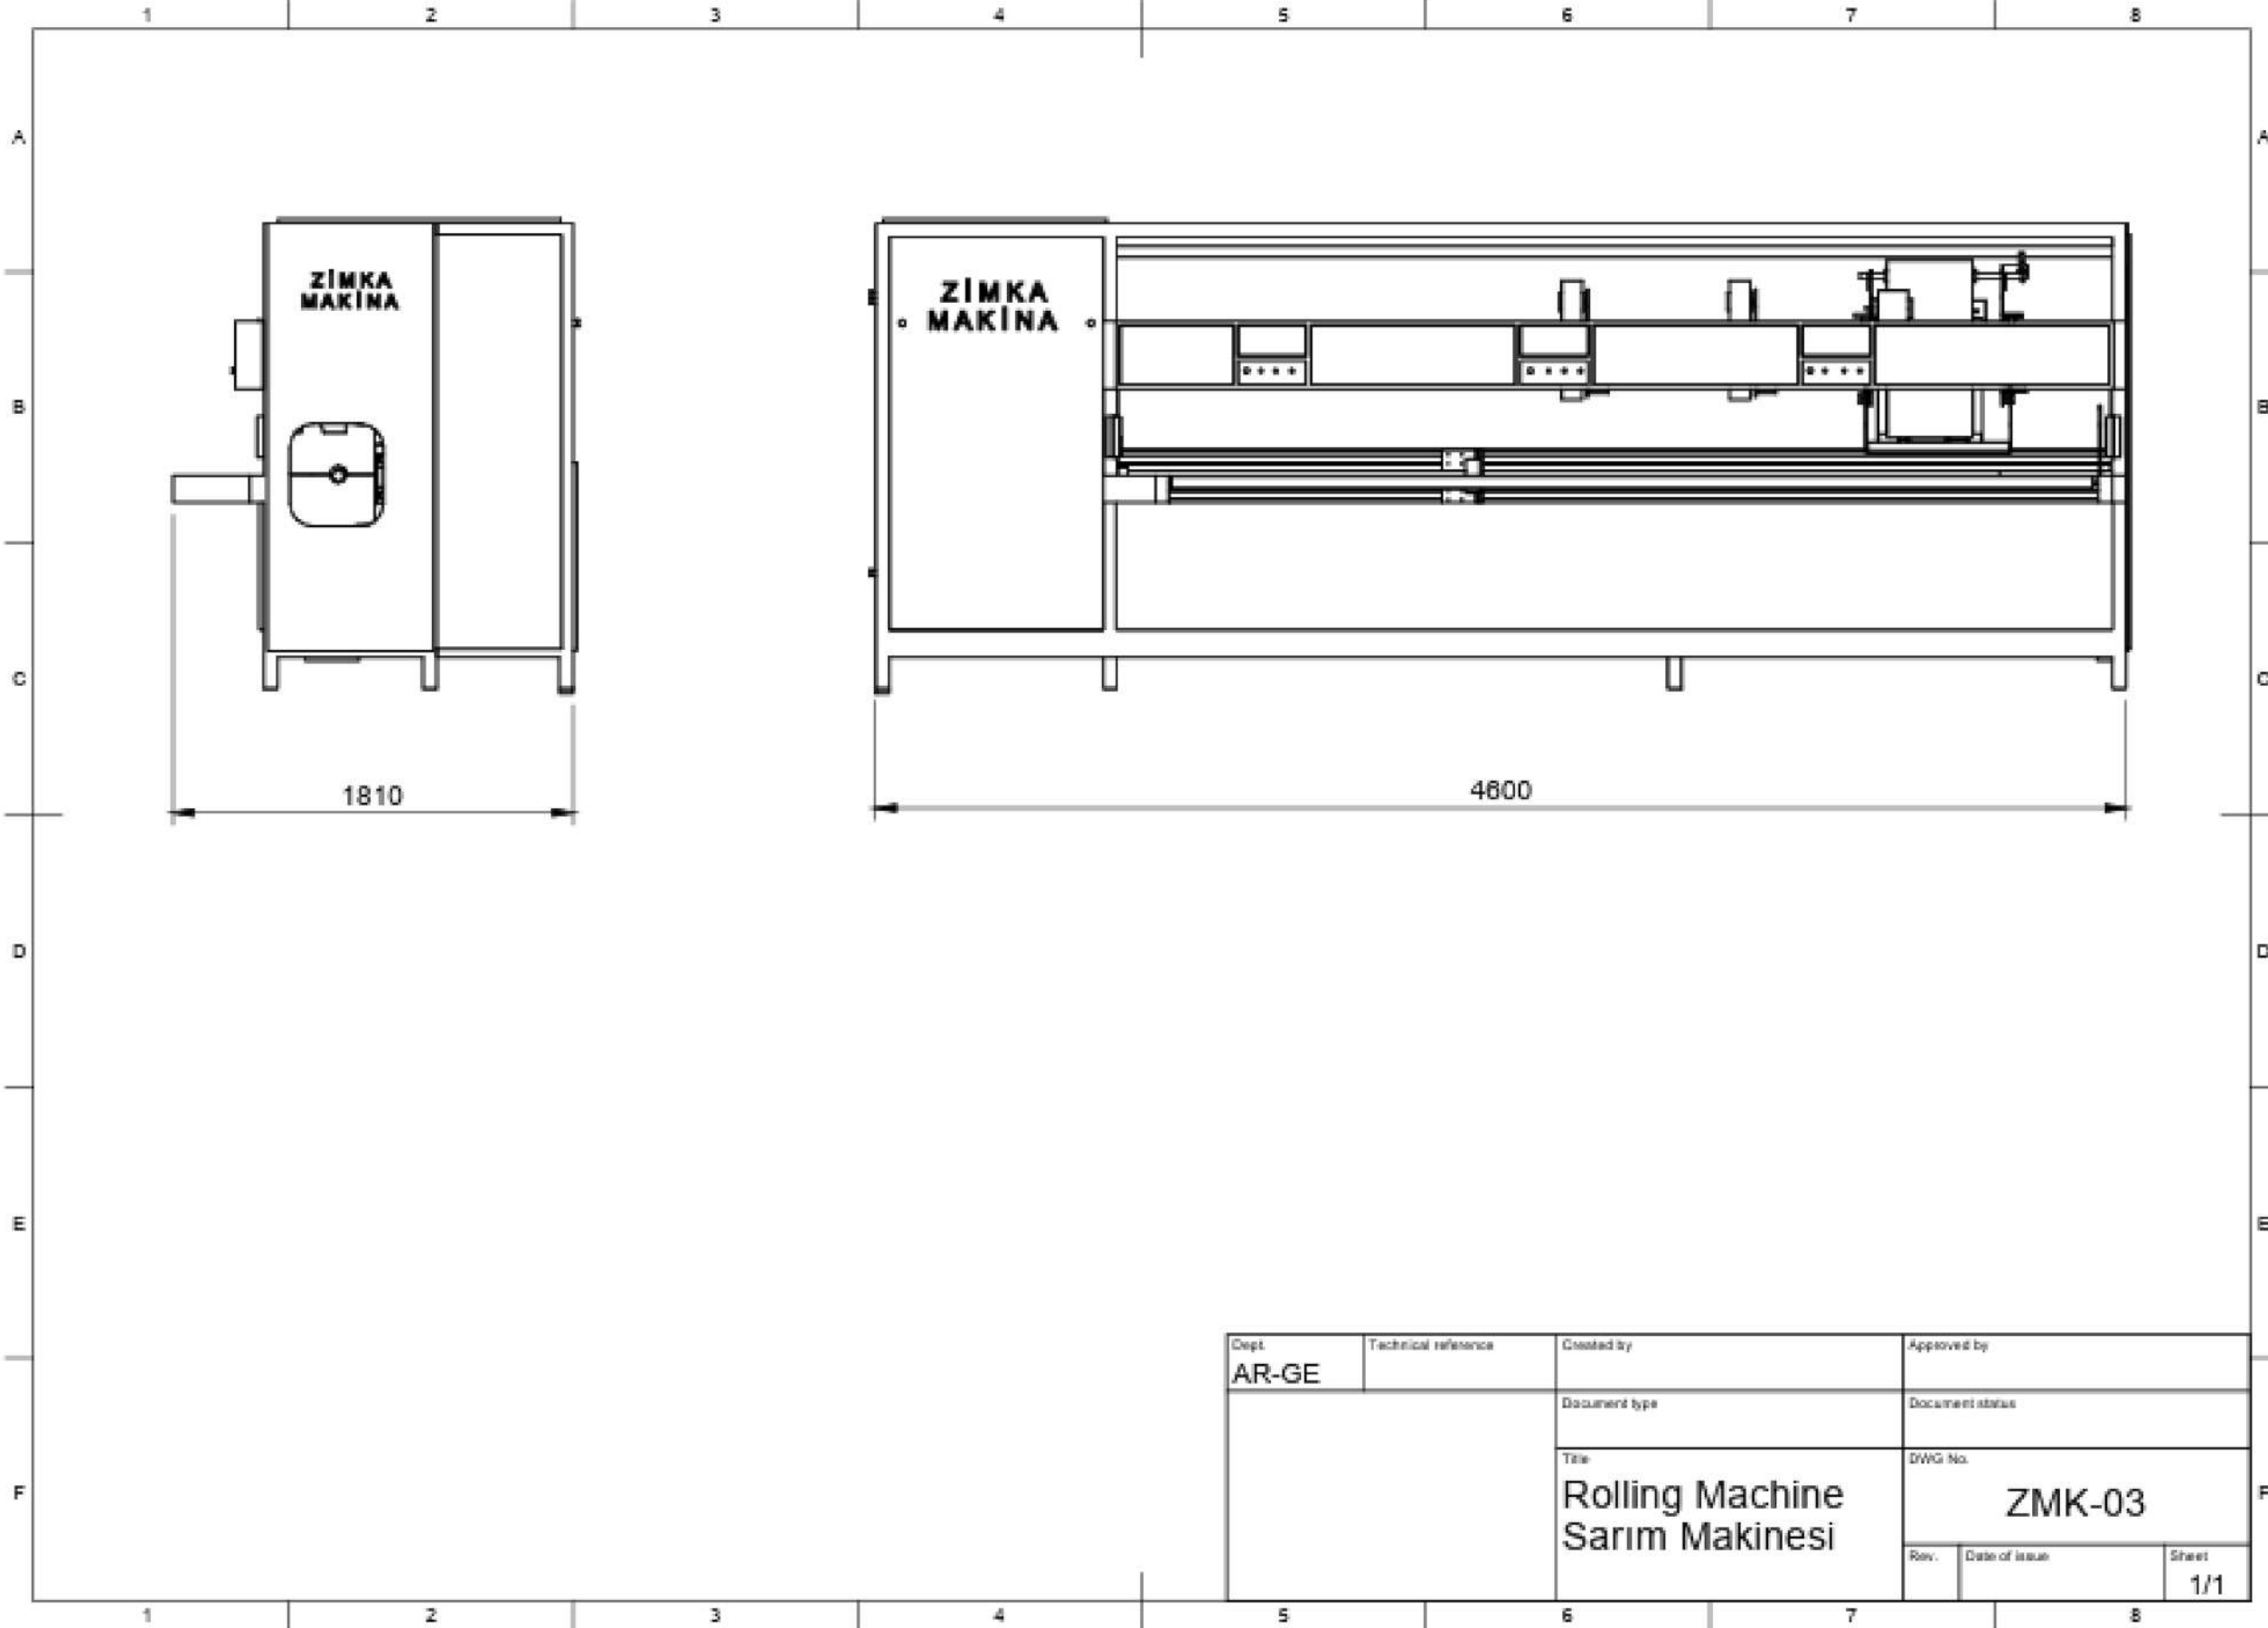 1 2 3 4 5 6 7 8
A A
ZİMKA
MAKİNA
ZİMKA
MAKİNA
B B
C C
1810
4600
D D
E E
Dept. Technical reference Created by Approved by
AR-GE
Document type Document status
Title DWG No.
Rolling Machine
Sarım Makinesi
ZMK-03
F F
Rev. Date of issue Sheet
1/1
1 2 3 4 5 6 7 8